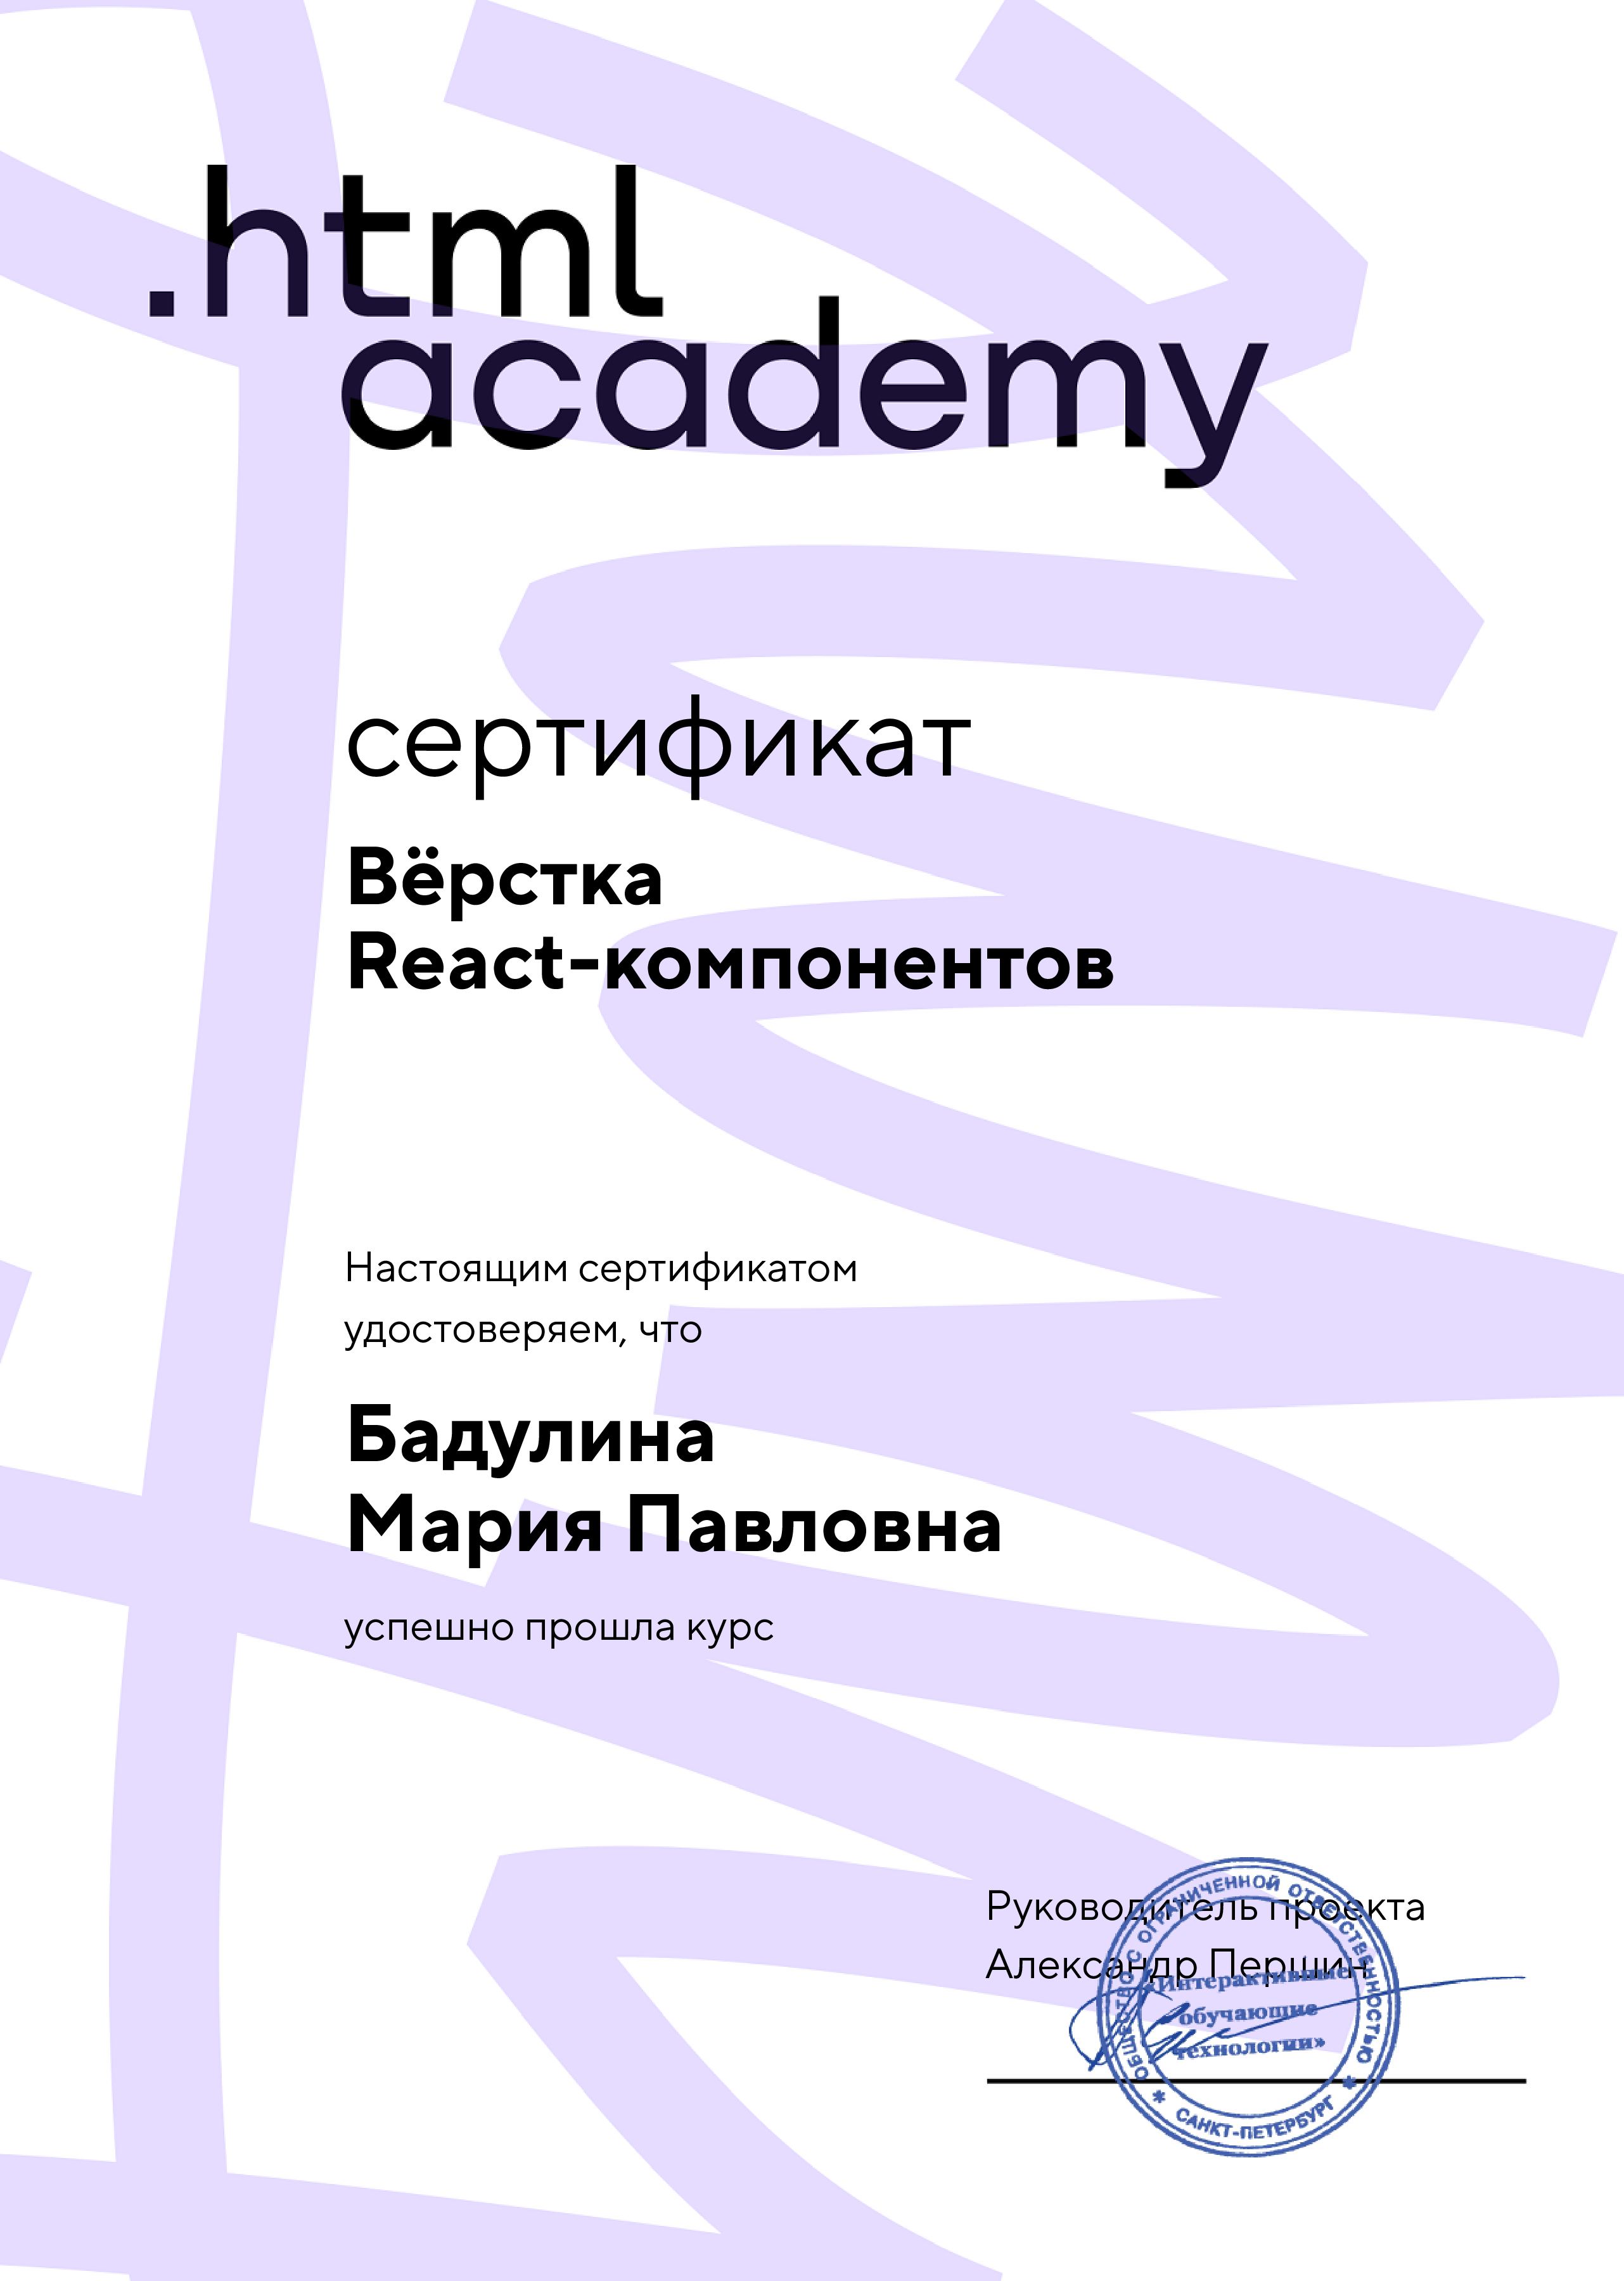 .html
academy
сертификат
Вёрстка
React-компонентов
Настоящим сертификатом
удостоверяем, что
Бадулина
Мария Павловна
успешно прошла курс
Руководитель проекта
Александр Першин
ОБЩЕСТВО С ОГРАНИЧЕННОЙ ОТВЕТСТВЕННОСТЬЮ
«Интерактивные
обучающие
технологии»
* САНКТ-ПЕТЕРБУРГ *